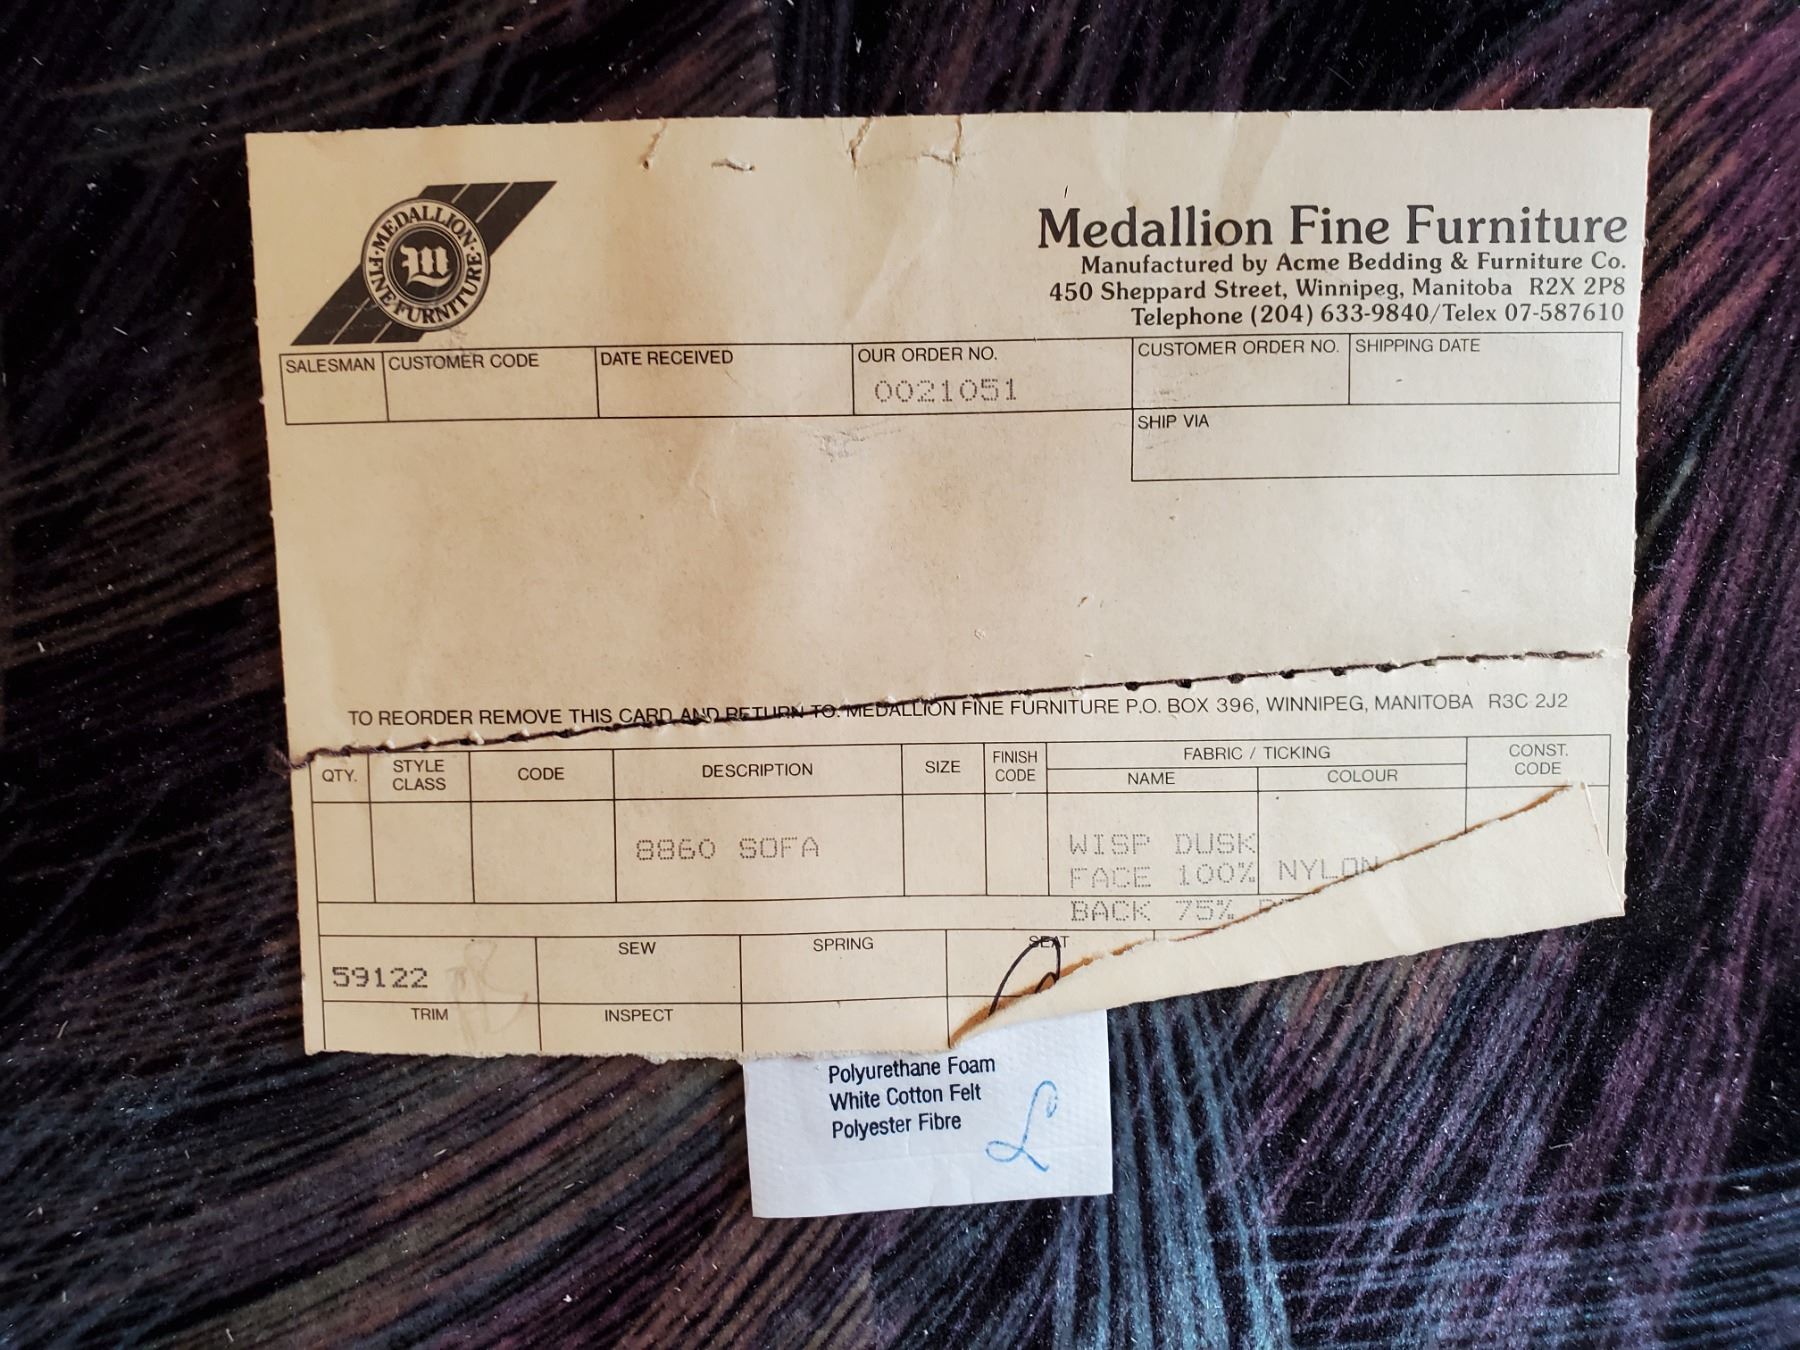 MEDALLION
FINE FURNITURE
M
Medallion Fine Furniture
Manufactured by Acme Bedding & Furniture Co.
450 Sheppard Street, Winnipeg, Manitoba R2X 2P8
Telephone (204) 633-9840/Telex 07-587610
SALESMAN CUSTOMER CODE DATE RECEIVED OUR ORDER NO. CUSTOMER ORDER NO. SHIPPING DATE
0021051
SHIP VIA
TO REORDER REMOVE THIS CARD AND RETURN TO: MEDALLION FINE FURNITURE P.O. BOX 396, WINNIPEG, MANITOBA R3C 2J2
QTY. STYLE CLASS CODE DESCRIPTION SIZE FINISH CODE FABRIC / TICKING CONST. CODE
NAME COLOUR
8860 SOFA WISP DUSK
FACE 100% NYLON
BACK 75%
SEW SPRING SEAT
59122
TRIM INSPECT
Polyurethane Foam
White Cotton Felt
Polyester Fibre